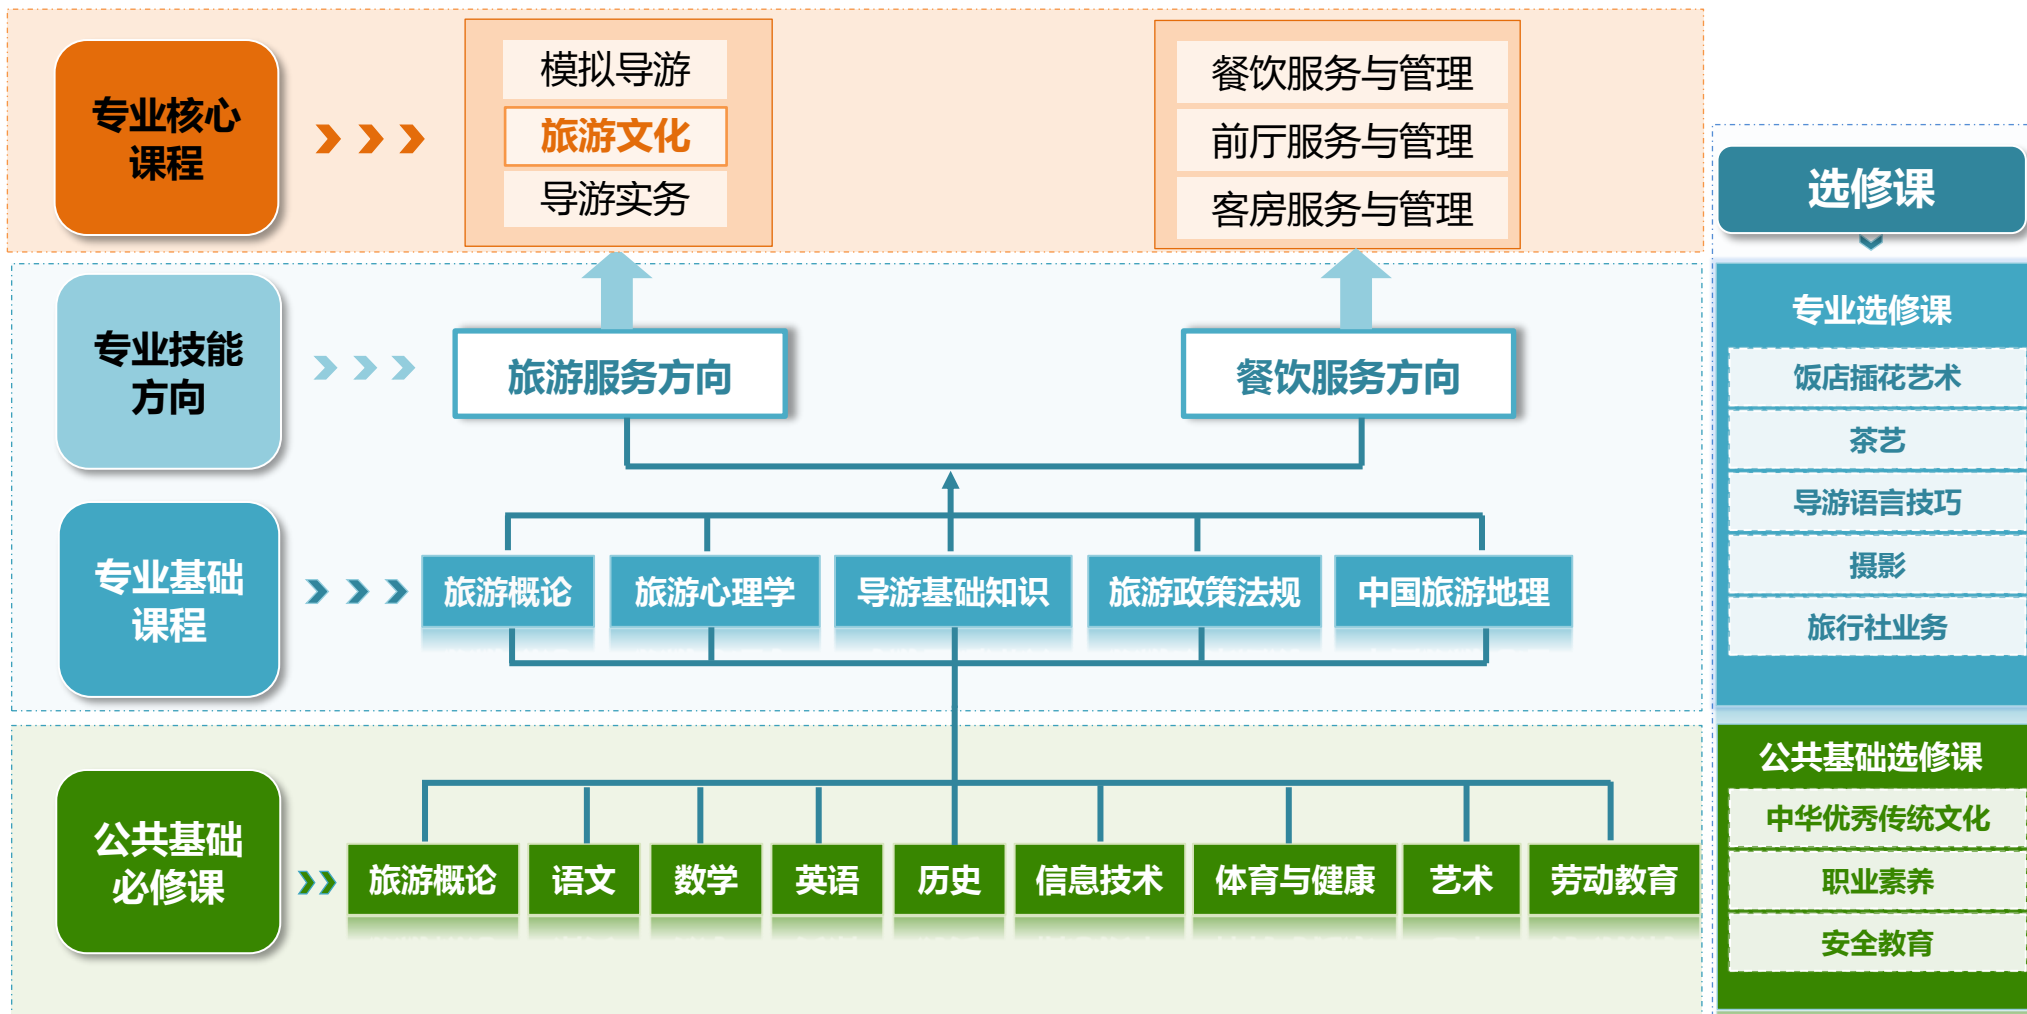 专业核心
课程
模拟导游
旅游文化
导游实务
餐饮服务与管理
前厅服务与管理
客房服务与管理
专业技能
方向
旅游服务方向
餐饮服务方向
专业基础
课程
旅游概论
旅游心理学
导游基础知识
旅游政策法规
中国旅游地理
公共基础
必修课
旅游概论
语文
数学
英语
历史
信息技术
体育与健康
艺术
劳动教育
选修课
专业选修课
饭店插花艺术
茶艺
导游语言技巧
摄影
旅行社业务
公共基础选修课
中华优秀传统文化
职业素养
安全教育